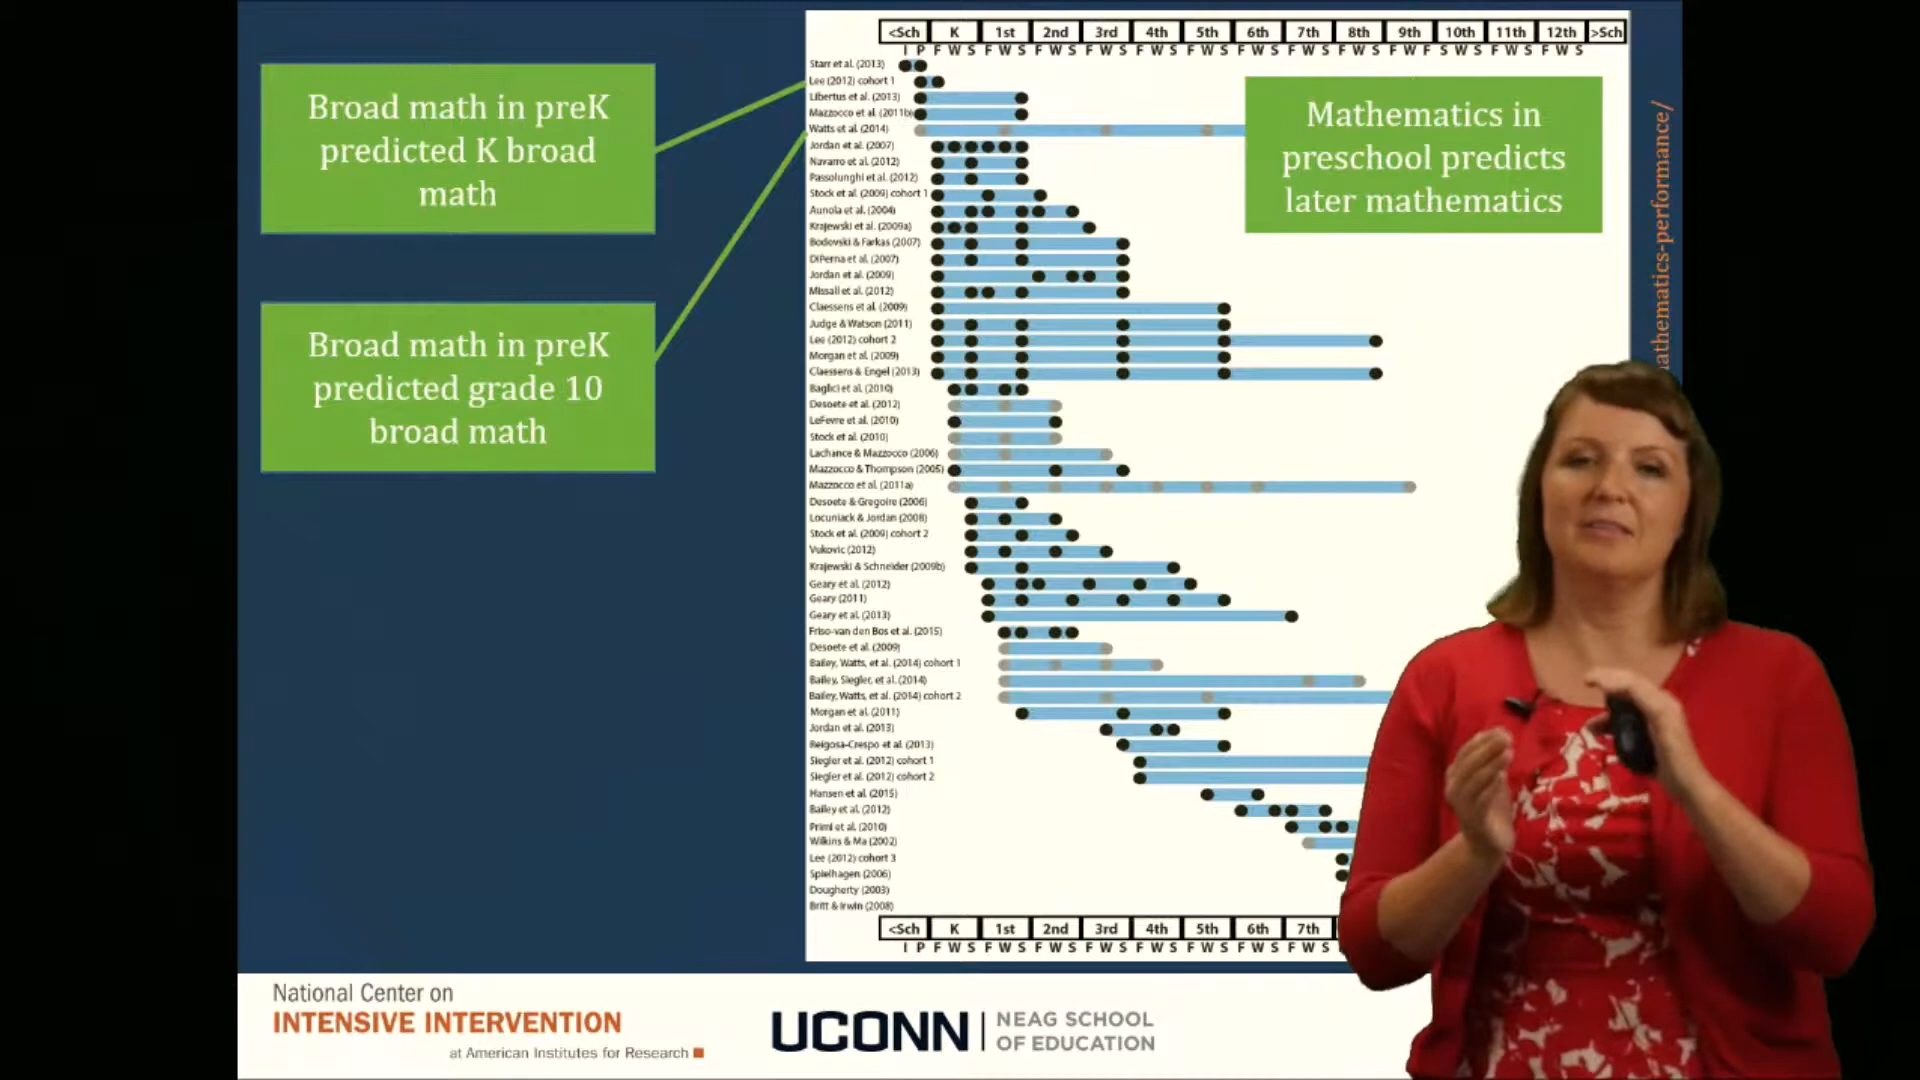 Broad math in preK
predicted K broad
math
Broad math in preK
predicted grade 10
broad math
<Sch K 1st 2nd 3rd 4th 5th 6th 7th 8th 9th 10th 11th 12th >Sch
I P F W S F W S F W S F W S F W S F W S F W S F W S F W S F W F S F W S F W S F W S
Starr et al. (2013)
Lee (2012) cohort 1
Libertus et al. (2013)
Mazzocco et al. (2011b)
Watts et al. (2014)
Jordan et al. (2007)
Navarro et al. (2012)
Passolunghi et al. (2012)
Stock et al. (2009) cohort 1
Aunola et al. (2004)
Krajewski et al. (2009a)
Bodovski & Farkas (2007)
DiPerna et al. (2007)
Jordan et al. (2009)
Missall et al. (2012)
Claessens et al. (2009)
Judge & Watson (2011)
Lee (2012) cohort 2
Morgan et al. (2009)
Claessens & Engel (2013)
Baglici et al. (2010)
Desoete et al. (2012)
LeFevre et al. (2010)
Stock et al. (2010)
Lachance & Mazzocco (2006)
Mazzocco & Thompson (2005)
Mazzocco et al. (2011a)
Desoete & Gregoire (2006)
Locuniack & Jordan (2008)
Stock et al. (2009) cohort 2
Vukovic (2012)
Krajewski & Schneider (2009b)
Geary et al. (2012)
Geary (2011)
Geary et al. (2013)
Friso-van den Bos et al. (2015)
Desoete et al. (2009)
Bailey, Watts, et al. (2014) cohort 1
Bailey, Siegler, et al. (2014)
Bailey, Watts, et al. (2014) cohort 2
Morgan et al. (2011)
Jordan et al. (2013)
Reigosa-Crespo et al. (2013)
Siegler et al. (2012) cohort 1
Siegler et al. (2012) cohort 2
Hansen et al. (2015)
Bailey et al. (2012)
Primi et al. (2010)
Wilkins & Ma (2002)
Lee (2012) cohort 3
Spielhagen (2006)
Dougherty (2003)
Britt & Irwin (2008)
<Sch K 1st 2nd 3rd 4th 5th 6th 7th
I P F W S F W S F W S F W S F W S F W S F W S F W S
Mathematics in
preschool predicts
later mathematics
athematics-performance/
National Center on
INTENSIVE INTERVENTION
at American Institutes for Research
UCONN
NEAG SCHOOL
OF EDUCATION